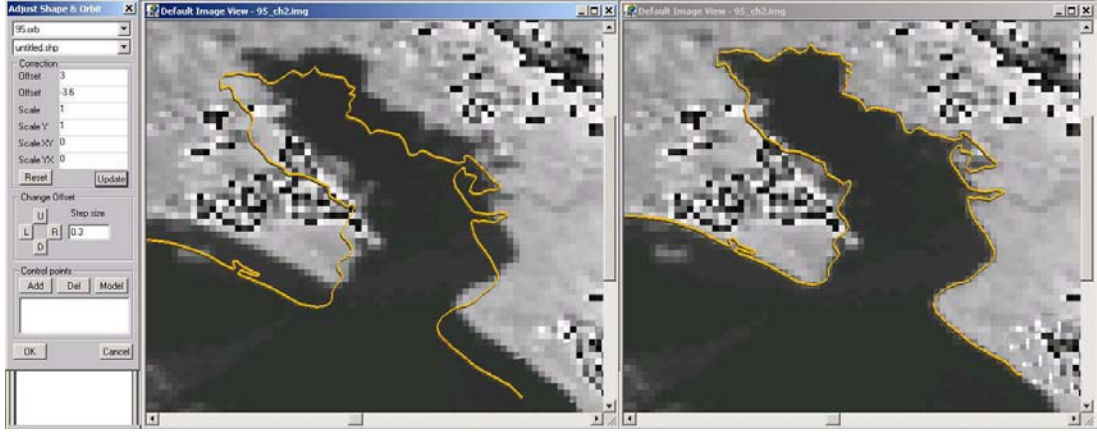 Adjust Shape & Orbit
95.orb
untitled.shp
Correction
Offset 3
Offset -3.6
Scale 1
Scale Y 1
Scale XY 0
Scale YX 0
Reset Update
Change Offset
U
L R
D
Step size
0.3
Control points
Add Del Model
OK Cancel
Default Image View - 95_ch2.img
Default Image View - 95_ch2.img